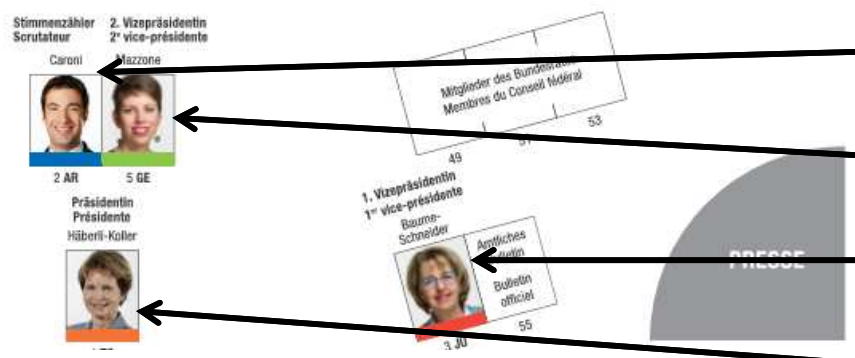 Stimmenzähler
Scrutateur
Caroni
2. Vizepräsidentin
2e vice-présidente
Mazzone
2 AR
5 GE
Präsidentin
Présidente
Häberli-Koller
Mitglieder des Bundesrates
Membres du Conseil fédéral
49
51
53
1. Vizepräsidentin
1re vice-présidente
Baume-
Schneider
Amtliches
Bulletin
Bulletin
officiel
3 JU
55
PRESSE